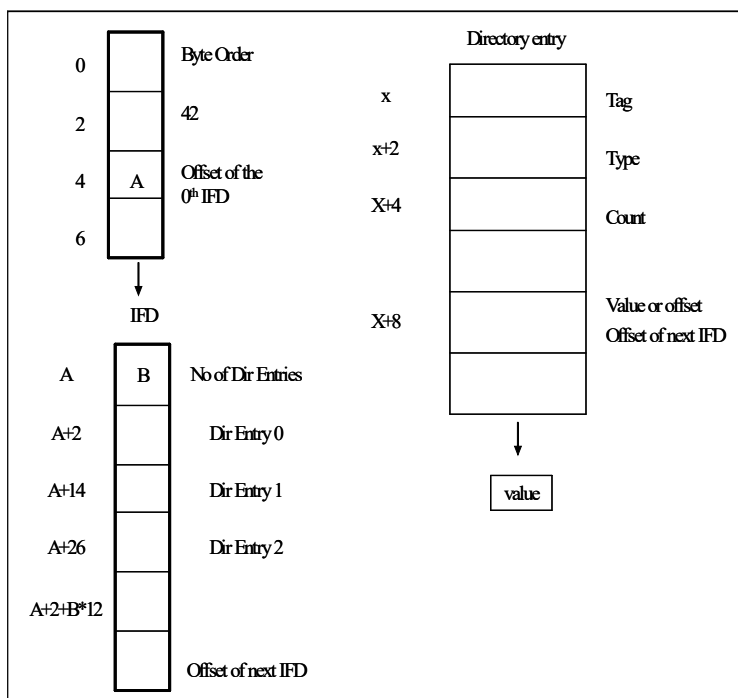 0
Byte Order
2
42
4
A
Offset of the
0th IFD
6
IFD
A
B
No of Dir Entries
A+2
Dir Entry 0
A+14
Dir Entry 1
A+26
Dir Entry 2
A+2+B*12
Offset of next IFD
Directory entry
x
Tag
x+2
Type
X+4
Count
X+8
Value or offset
Offset of next IFD
value